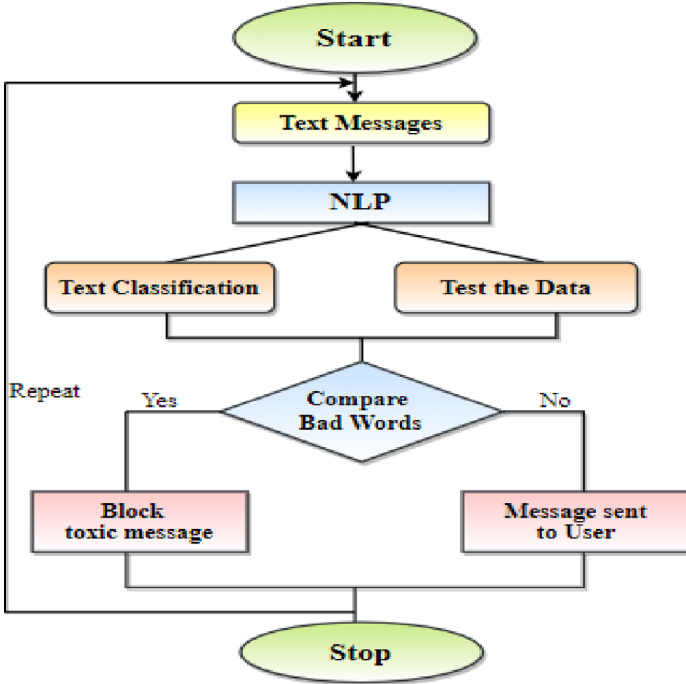 Start
Text Messages
NLP
Text Classification
Test the Data
Repeat
Yes
Compare
Bad Words
No
Block
toxic message
Message sent
to User
Stop